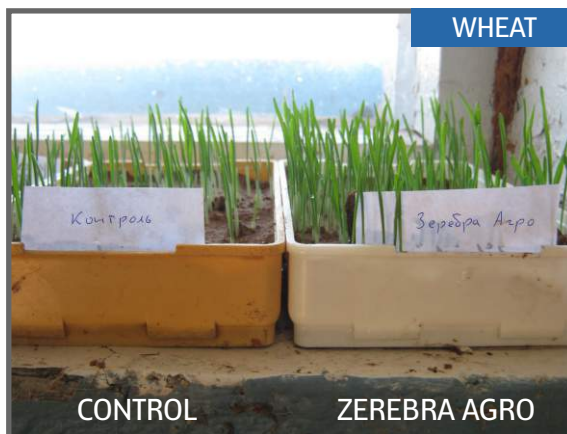 WHEAT
Контроль
Зеребра Агро
CONTROL
ZEREBRA AGRO